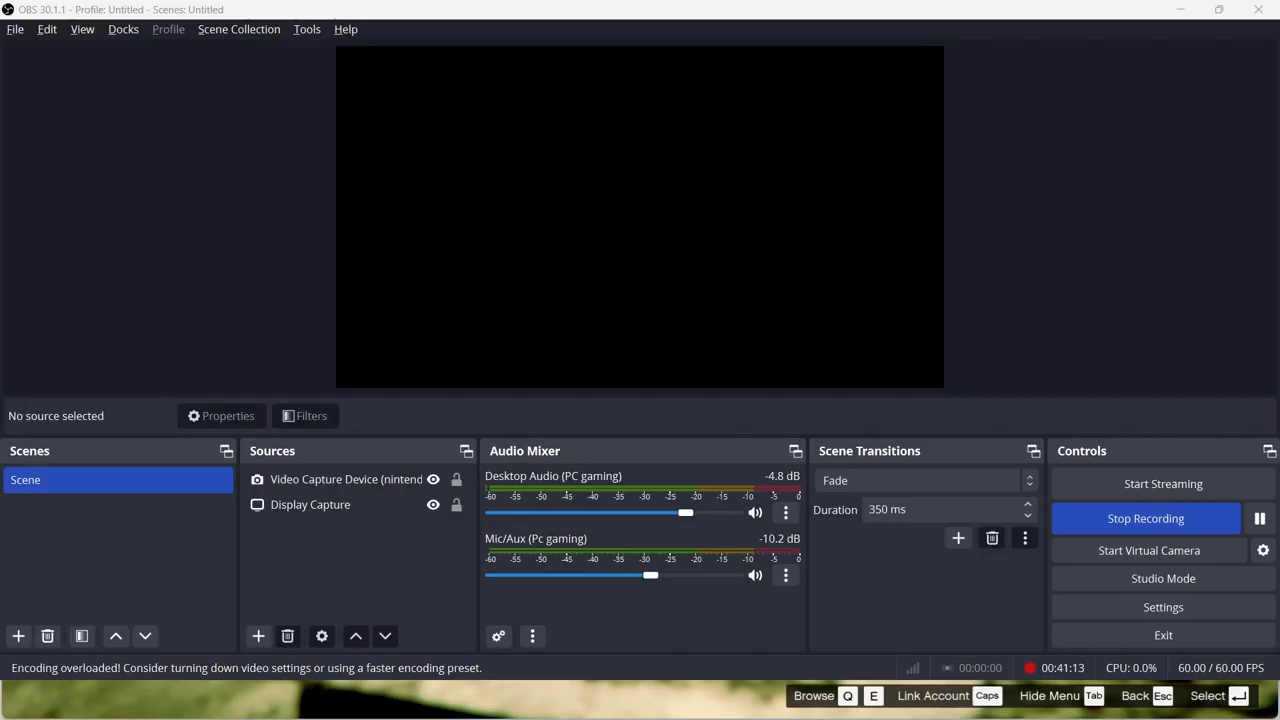 OBS 30.1.1 - Profile: Untitled - Scenes: Untitled
File Edit View Docks Profile Scene Collection Tools Help
No source selected Properties Filters
Scenes
Scene
Sources
Video Capture Device (nintend
Display Capture
Audio Mixer
Desktop Audio (PC gaming) -4.8 dB
-60 -55 -50 -45 -40 -35 -30 -25 -20 -15 -10 -5 0
Mic/Aux (Pc gaming) -10.2 dB
-60 -55 -50 -45 -40 -35 -30 -25 -20 -15 -10 -5 0
Scene Transitions
Fade
Duration 350 ms
Controls
Start Streaming
Stop Recording
Start Virtual Camera
Studio Mode
Settings
Exit
Encoding overloaded! Consider turning down video settings or using a faster encoding preset. 00:00:00 00:41:13 CPU: 0.0% 60.00 / 60.00 FPS
Browse Q E Link Account Caps Hide Menu Tab Back Esc Select